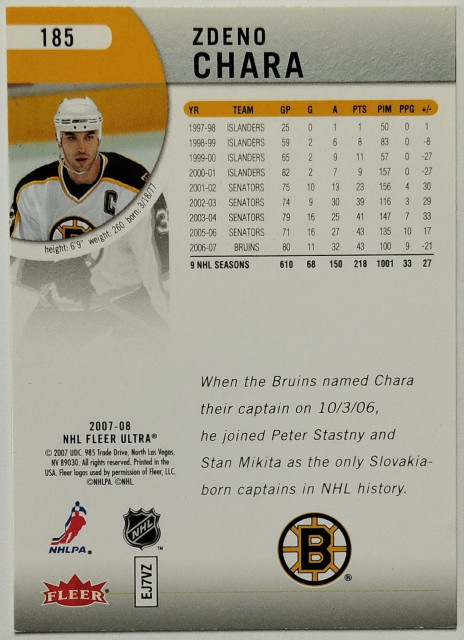 185
ZDENO
CHARA
height: 6'9" weight: 260 born: 3/18/77
YR TEAM GP G A PTS PIM PPG +/-
1997-98 ISLANDERS 25 0 1 1 50 0 1
1998-99 ISLANDERS 59 2 6 8 83 0 -8
1999-00 ISLANDERS 65 2 9 11 57 0 -27
2000-01 ISLANDERS 82 2 7 9 157 0 -27
2001-02 SENATORS 75 10 13 23 156 4 30
2002-03 SENATORS 74 9 30 39 116 3 29
2003-04 SENATORS 79 16 25 41 147 7 33
2005-06 SENATORS 71 16 27 43 135 10 17
2006-07 BRUINS 80 11 32 43 100 9 -21
9 NHL SEASONS 610 68 150 218 1001 33 27
When the Bruins named Chara
their captain on 10/3/06,
he joined Peter Stastny and
Stan Mikita as the only Slovakia-
born captains in NHL history.
2007-08
NHL FLEER ULTRA®
© 2007 UDC. 985 Trade Drive, North Las Vegas,
NV 89030. All rights reserved. Printed in the
USA. Fleer logos used by permission of Fleer, LLC.
©NHLPA. ©NHL.
NHLPA
NHL
FLEER
EJ7VZ
B